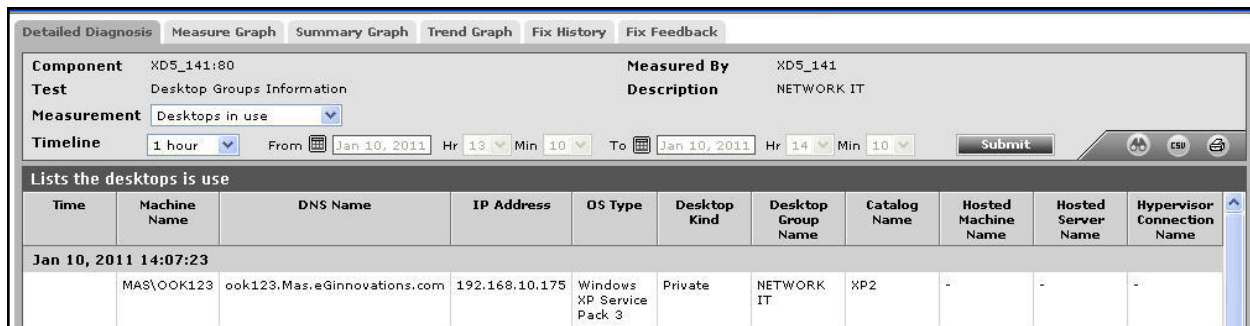 Detailed Diagnosis Measure Graph Summary Graph Trend Graph Fix History Fix Feedback
Component XD5_141:80 Measured By XD5_141
Test Desktop Groups Information Description NETWORK IT
Measurement Desktops in use
Timeline 1 hour From Jan 10, 2011 Hr 13 Min 10 To Jan 10, 2011 Hr 14 Min 10 Submit CSV
Lists the desktops is use
Time Machine Name DNS Name IP Address OS Type Desktop Kind Desktop Group Name Catalog Name Hosted Machine Name Hosted Server Name Hypervisor Connection Name
Jan 10, 2011 14:07:23
MAS\OOK123 ook123.Mas.eGinnovations.com 192.168.10.175 Windows XP Service Pack 3 Private NETWORK IT XP2 - - -